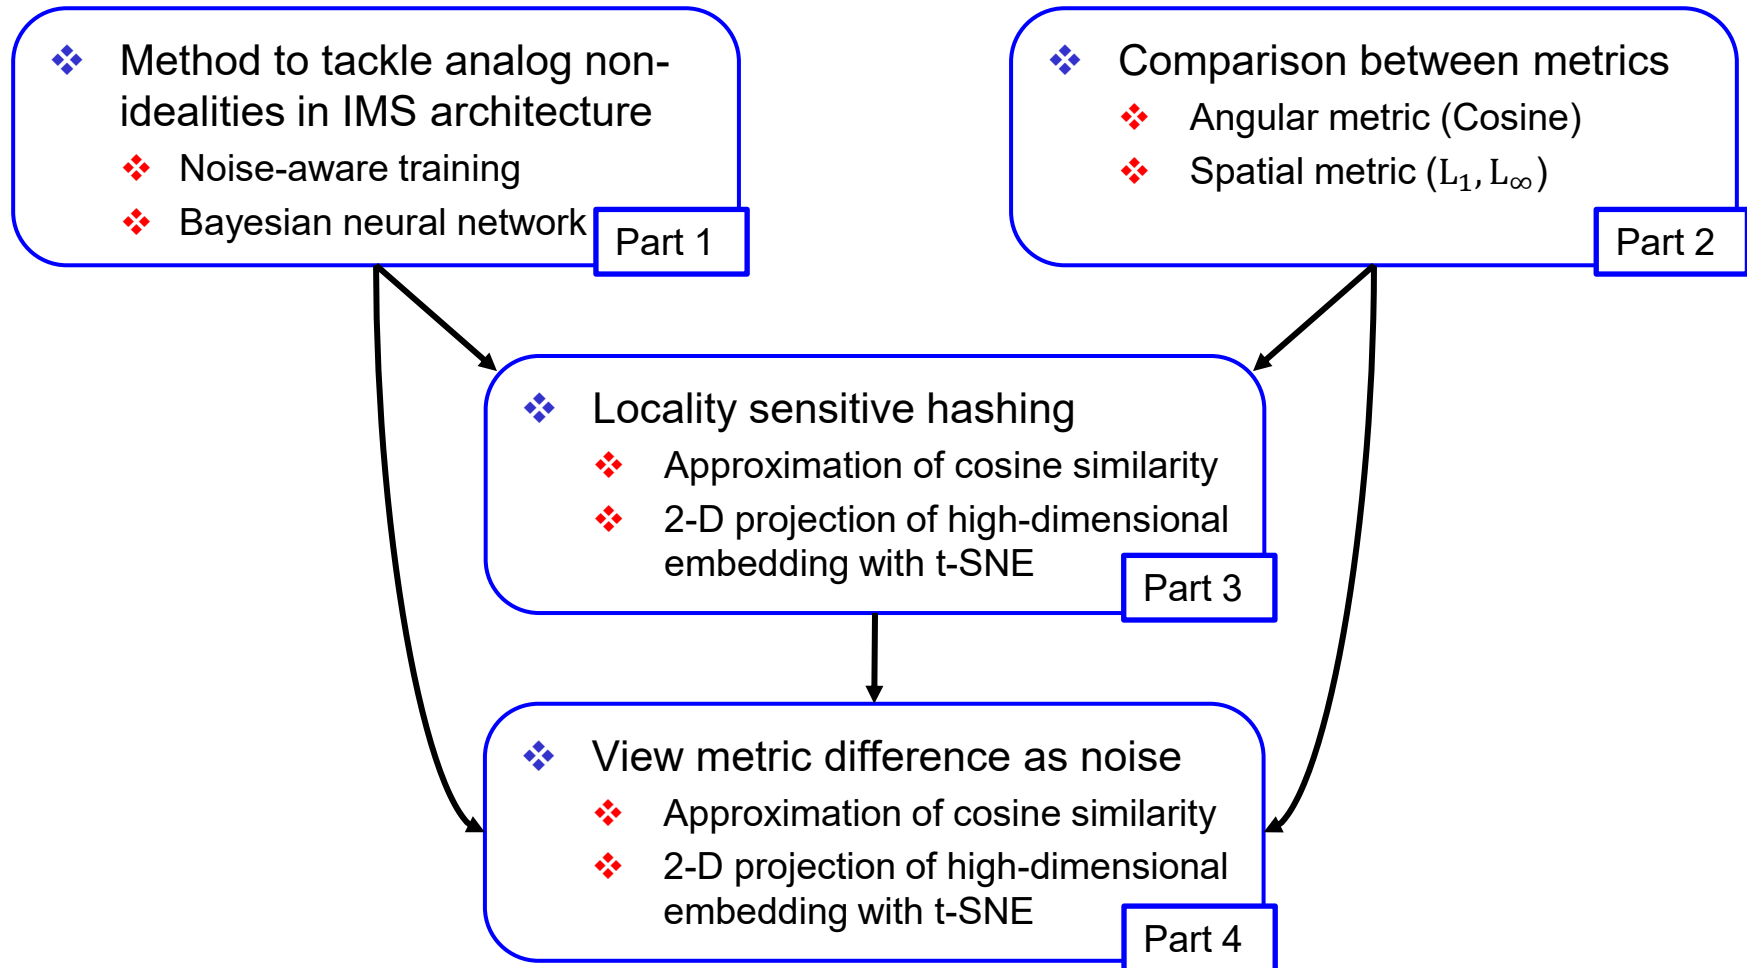 Method to tackle analog non-
idealities in IMS architecture
Noise-aware training
Bayesian neural network
Part 1
Comparison between metrics
Angular metric (Cosine)
Spatial metric (L₁, L∞)
Part 2
Locality sensitive hashing
Approximation of cosine similarity
2-D projection of high-dimensional
embedding with t-SNE
Part 3
View metric difference as noise
Approximation of cosine similarity
2-D projection of high-dimensional
embedding with t-SNE
Part 4